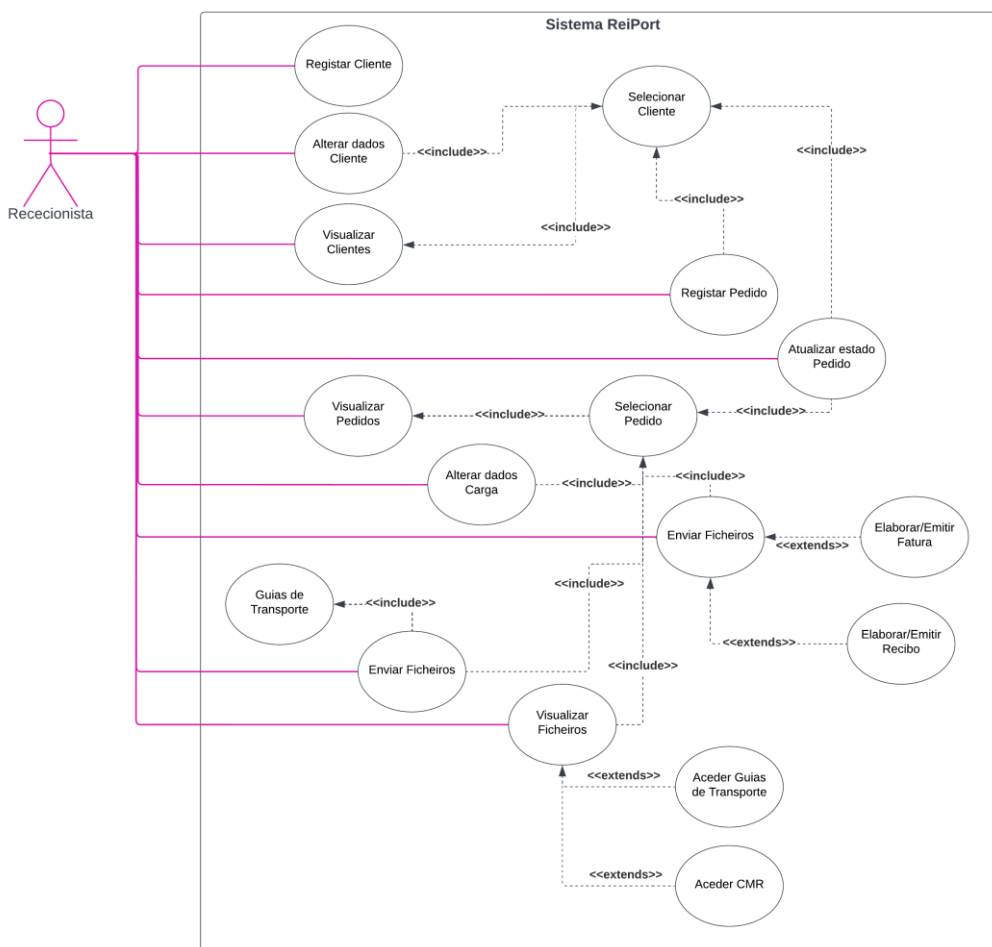 Sistema ReiPort
Registar Cliente
Selecionar
Cliente
Alterar dados
Cliente
<<include>>
<<include>>
<<include>>
Rececionista
Visualizar
Clientes
<<include>>
Registar Pedido
Atualizar estado
Pedido
Visualizar
Pedidos
<<include>>
Selecionar
Pedido
<<include>>
Alterar dados
Carga
<<include>>
<<include>>
Enviar Ficheiros
<<extends>>
Elaborar/Emitir
Fatura
Guias de
Transporte
<<include>>
<<include>>
Enviar Ficheiros
<<include>>
<<extends>>
Elaborar/Emitir
Recibo
Visualizar
Ficheiros
<<extends>>
Aceder Guias
de Transporte
<<extends>>
Aceder CMR